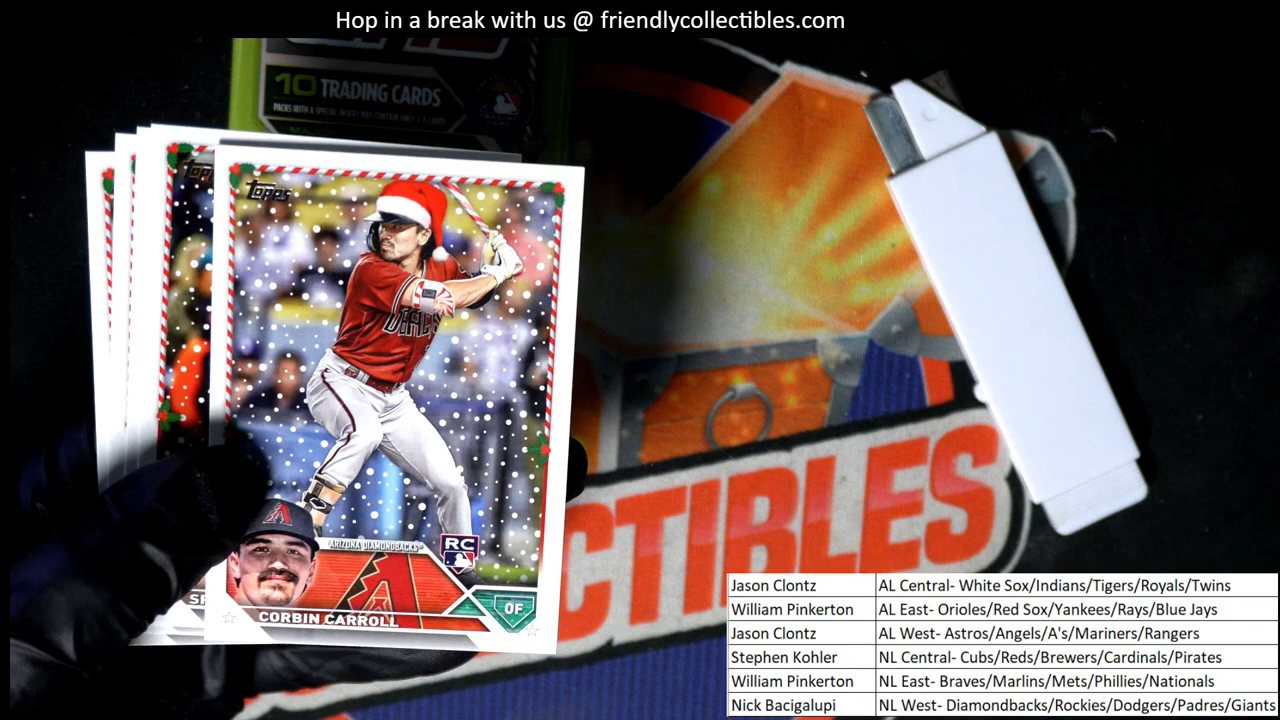 Hop in a break with us @ friendlycollectibles.com
10 TRADING CARDS
Topps
Topps
DIA
ARIZONA DIAMONDBACKS
RC
OF
CORBIN CARROLL
CTIBLES
Jason Clontz AL Central- White Sox/Indians/Tigers/Royals/Twins
William Pinkerton AL East- Orioles/Red Sox/Yankees/Rays/Blue Jays
Jason Clontz AL West- Astros/Angels/A's/Mariners/Rangers
Stephen Kohler NL Central- Cubs/Reds/Brewers/Cardinals/Pirates
William Pinkerton NL East- Braves/Marlins/Mets/Phillies/Nationals
Nick Bacigalupi NL West- Diamondbacks/Rockies/Dodgers/Padres/Giants